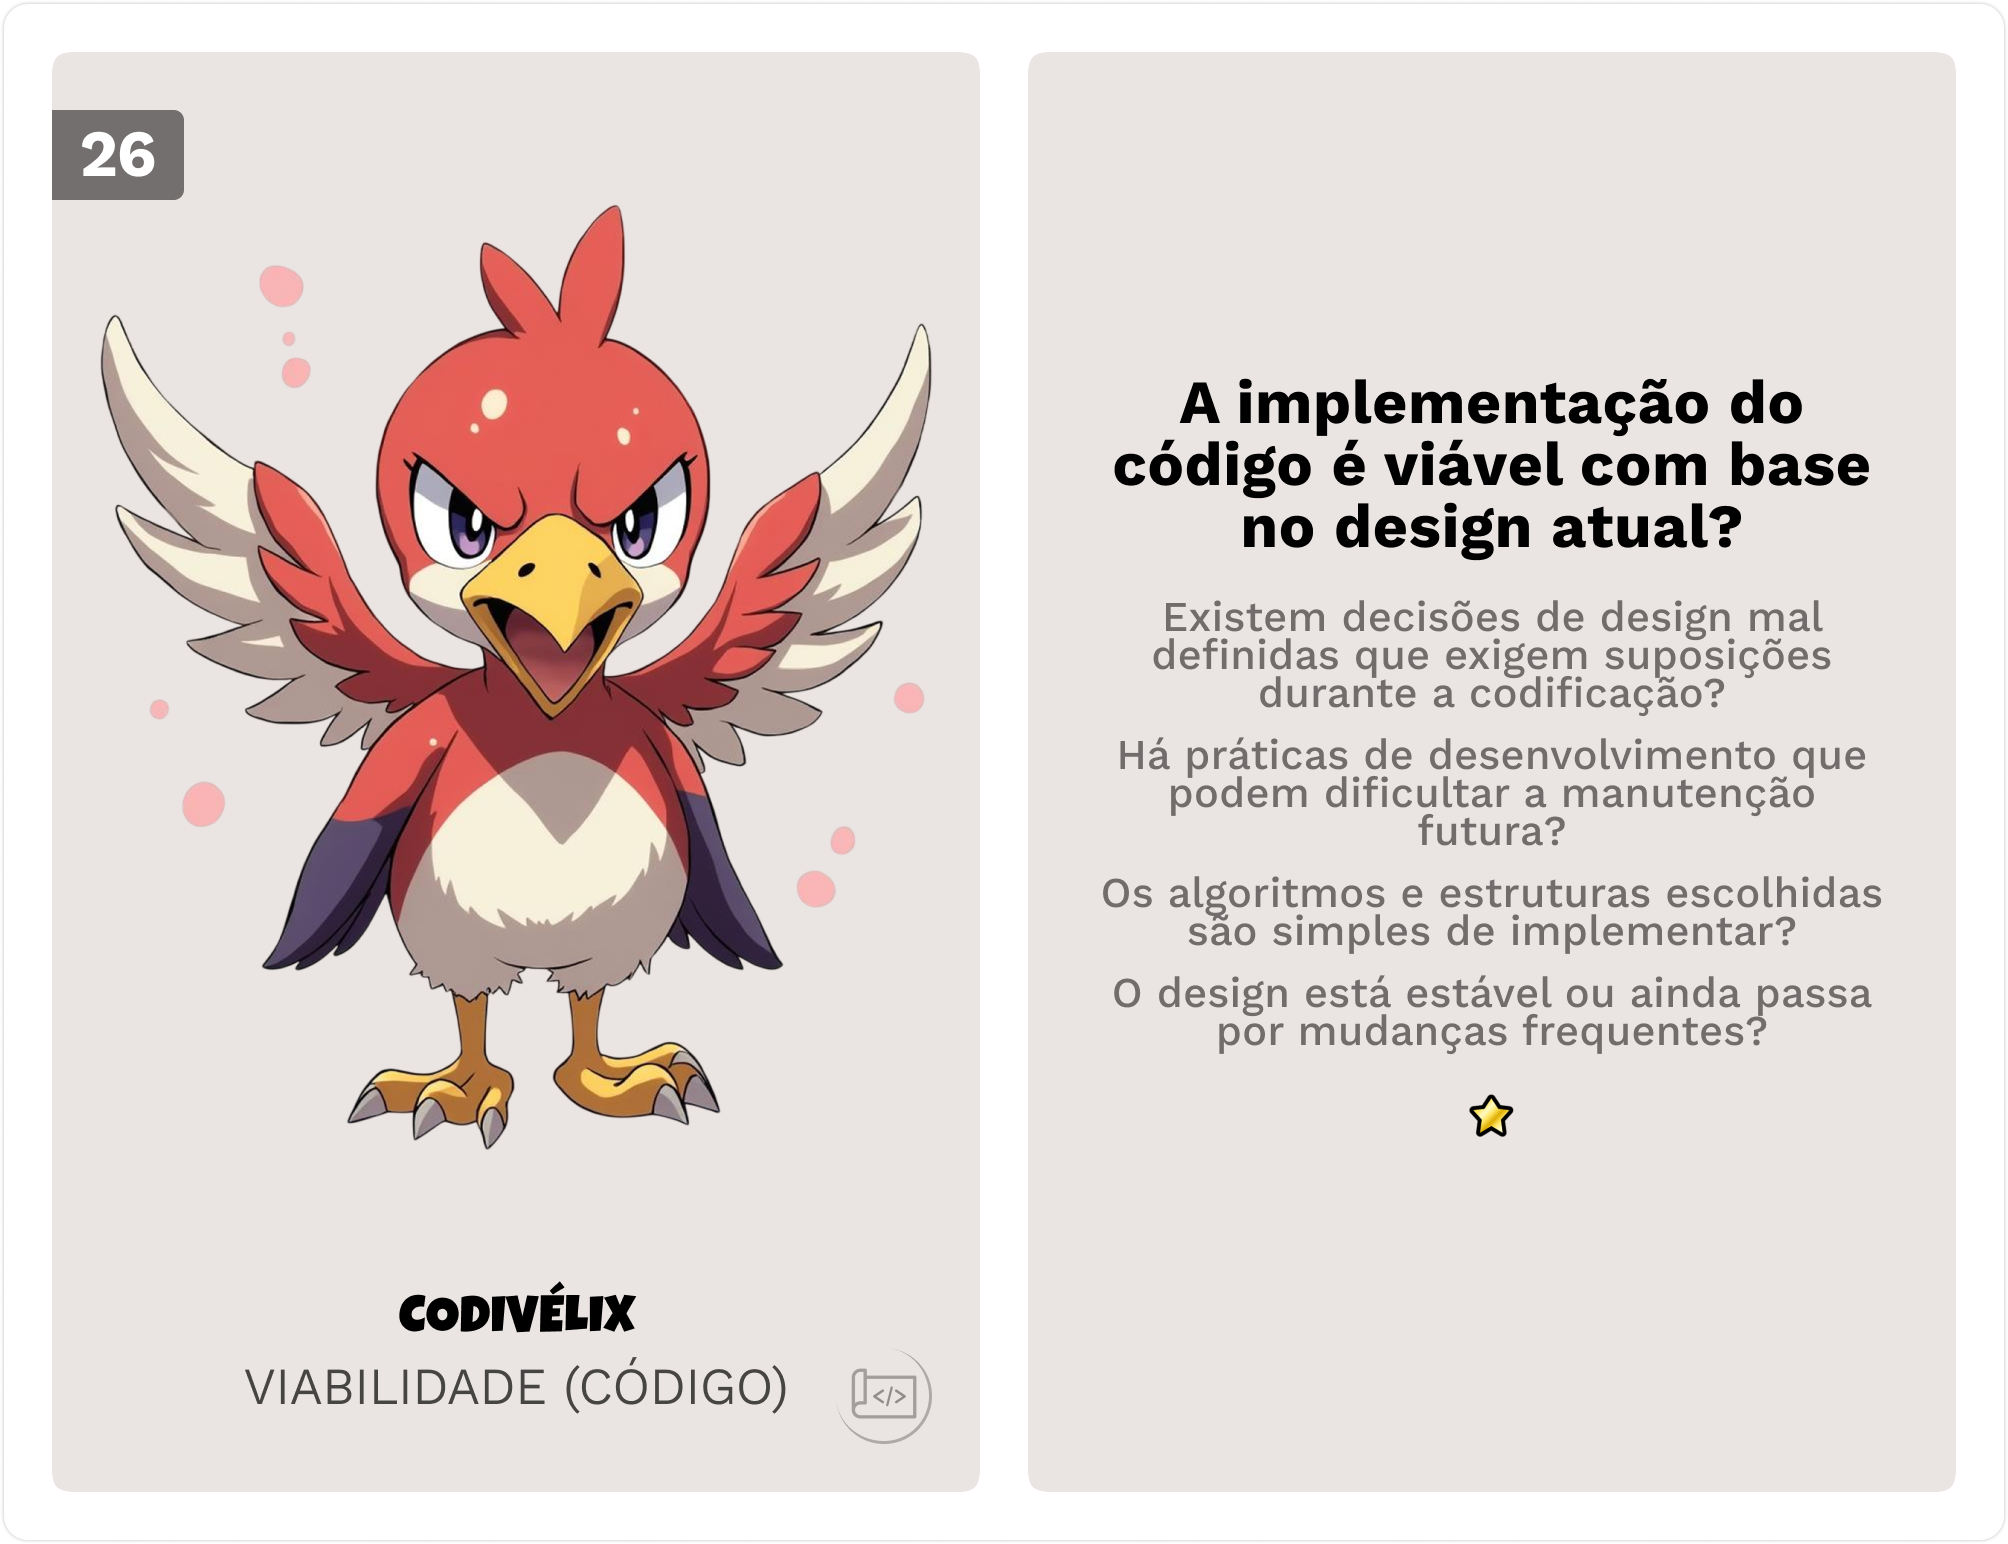 26
CODIVÉLIX
VIABILIDADE (CÓDIGO)
</>
A implementação do
código é viável com base
no design atual?
Existem decisões de design mal
definidas que exigem suposições
durante a codificação?
Há práticas de desenvolvimento que
podem dificultar a manutenção
futura?
Os algoritmos e estruturas escolhidas
são simples de implementar?
O design está estável ou ainda passa
por mudanças frequentes?